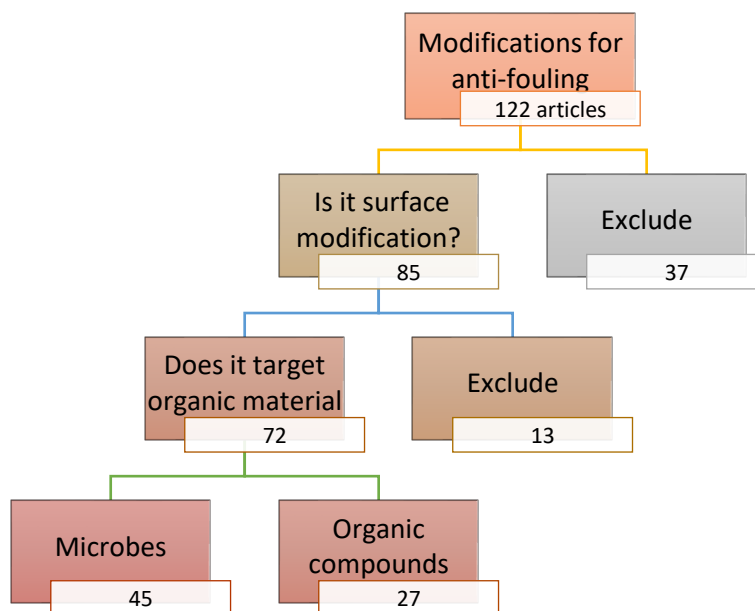 Modifications for
anti-fouling
122 articles
Is it surface
modification?
85
Exclude
37
Does it target
organic material
72
Exclude
13
Microbes
45
Organic
compounds
27